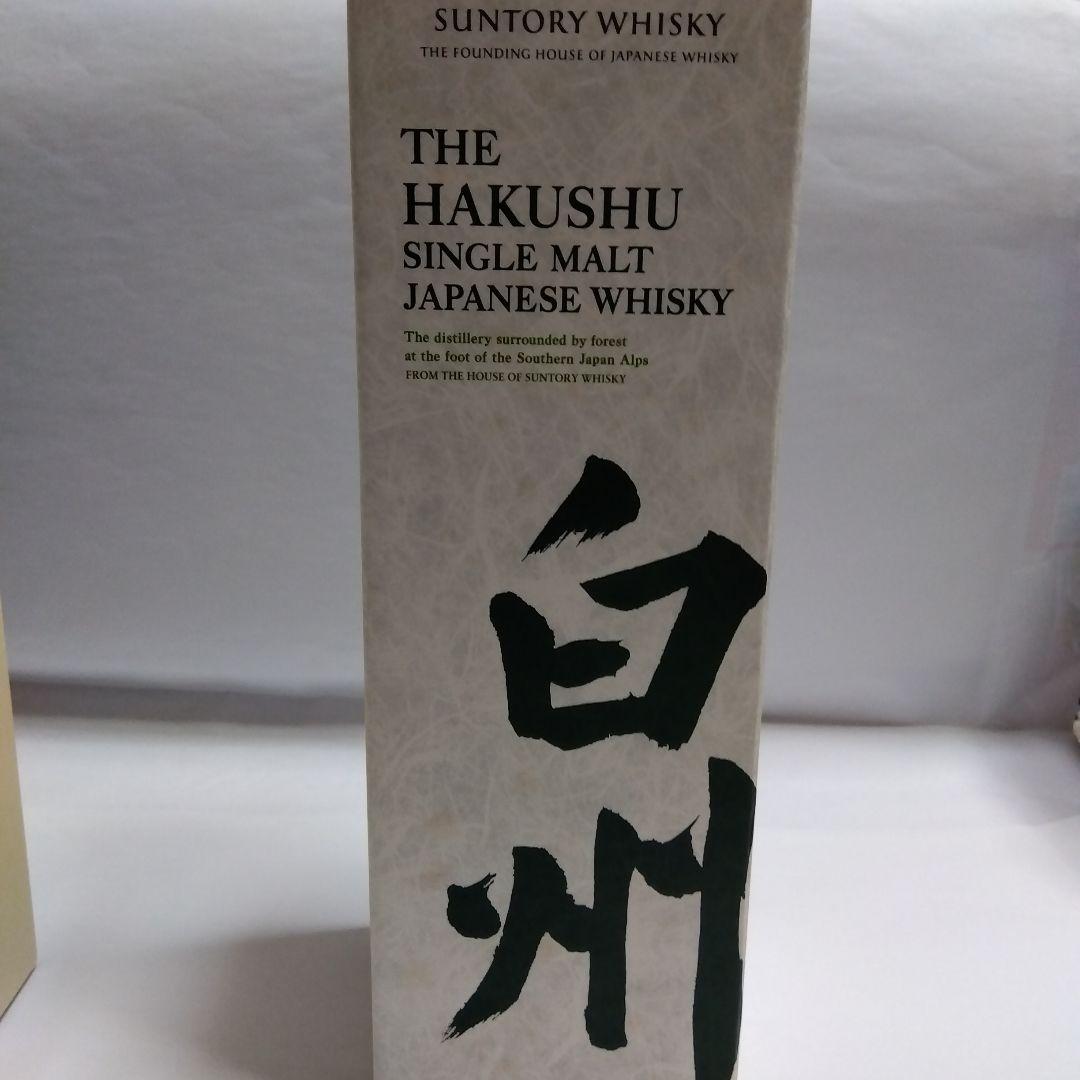 SUNTORY WHISKY
THE FOUNDING HOUSE OF JAPANESE WHISKY
THE
HAKUSHU
SINGLE MALT
JAPANESE WHISKY
The distillery surrounded by forest
at the foot of the Southern Japan Alps
FROM THE HOUSE OF SUNTORY WHISKY
白
州